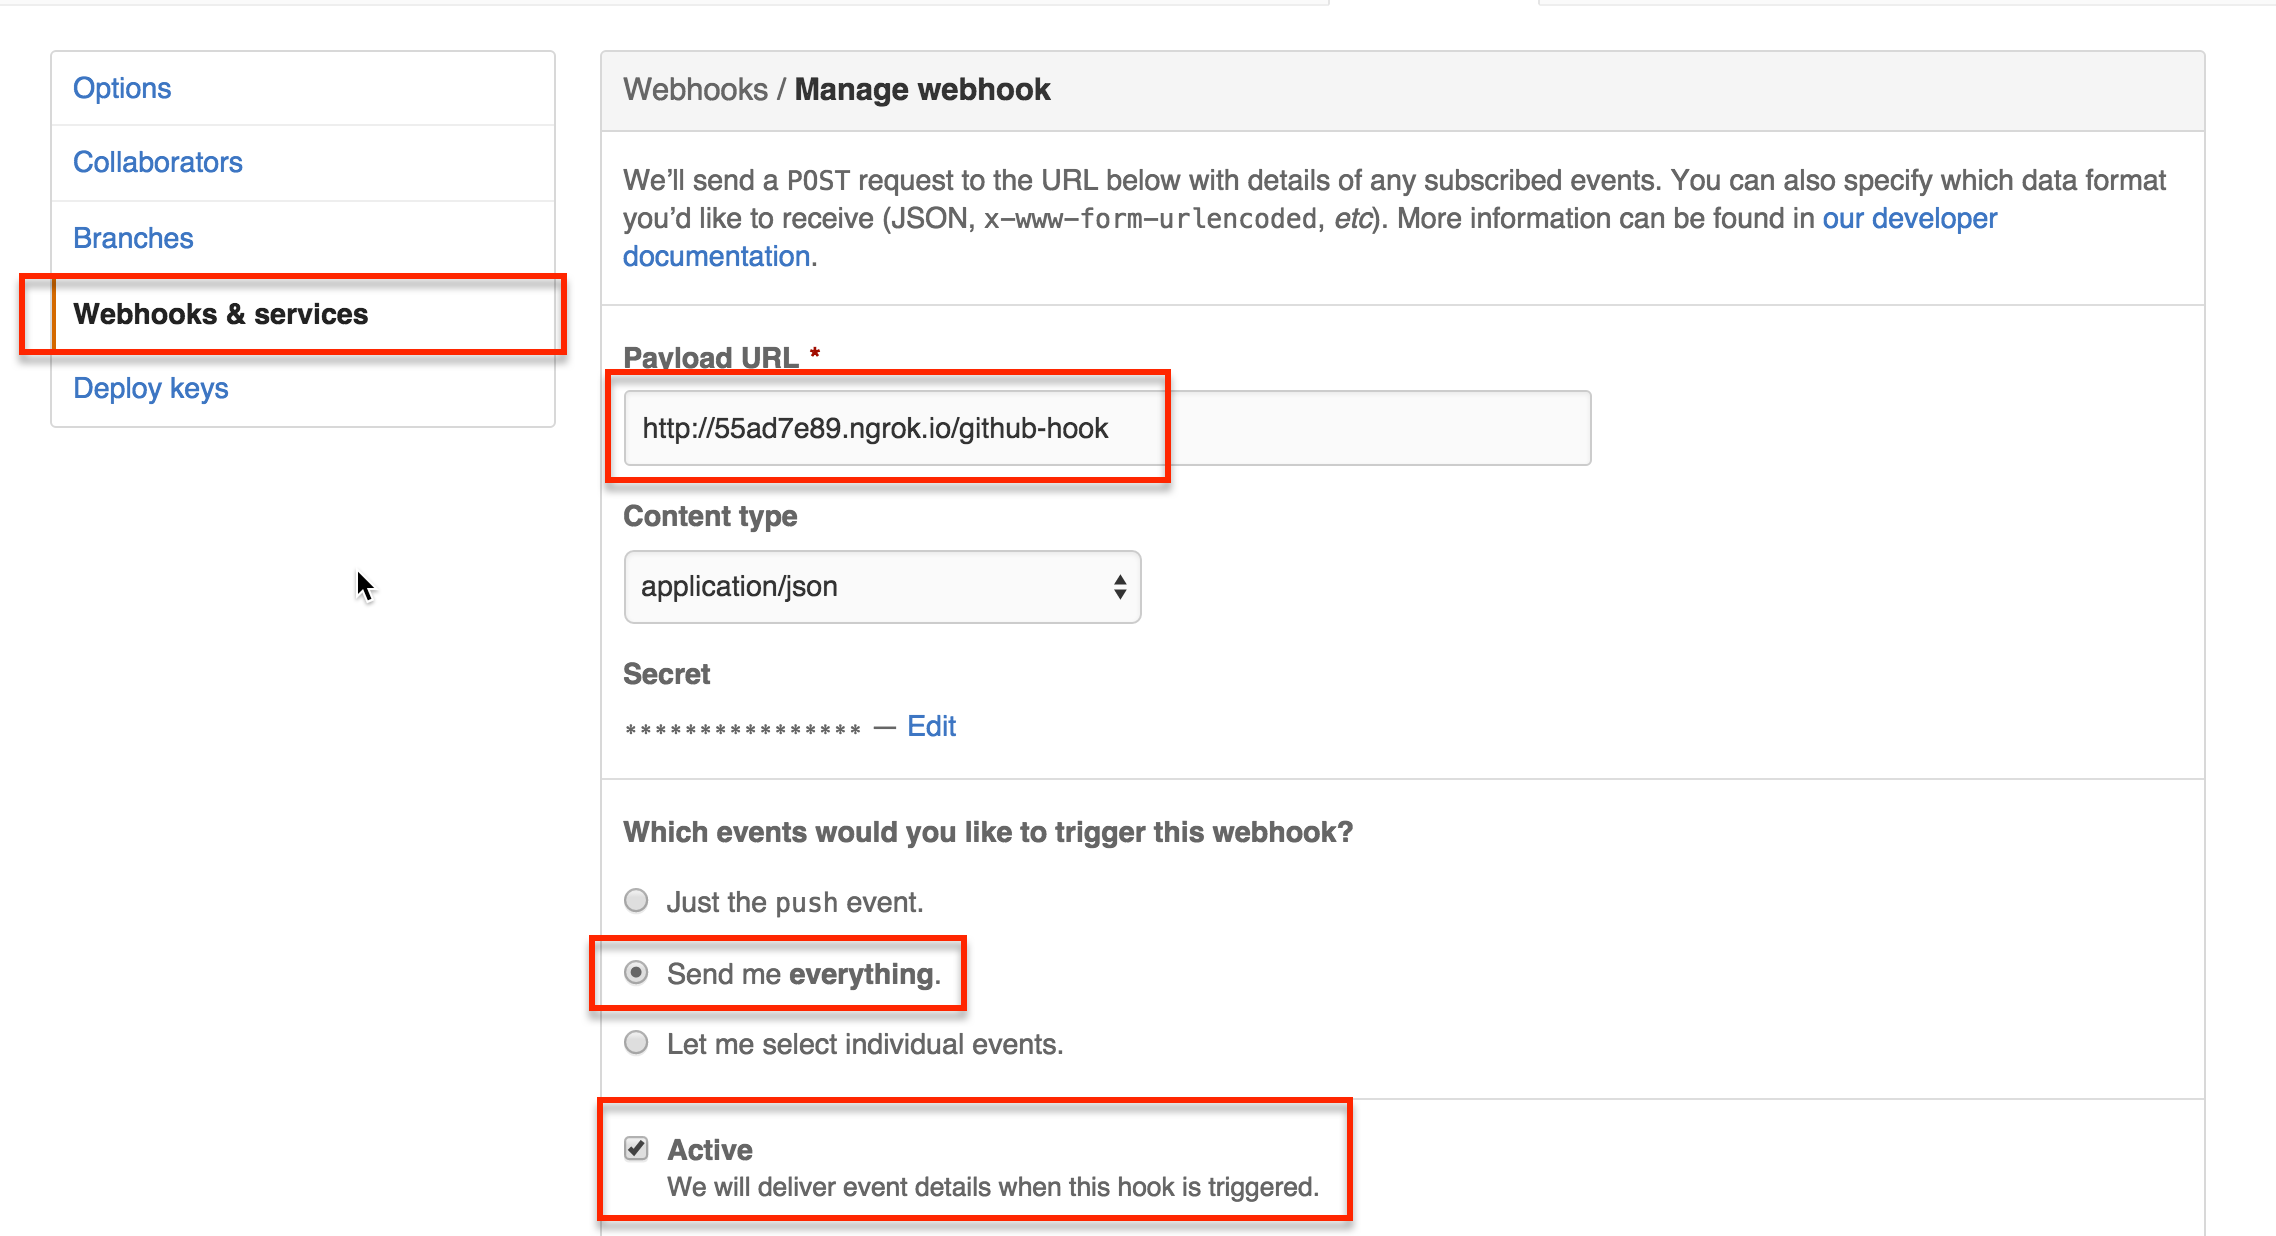 Options
Collaborators
Branches
Webhooks & services
Deploy keys
Webhooks / Manage webhook
We’ll send a POST request to the URL below with details of any subscribed events. You can also specify which data format
you’d like to receive (JSON, x-www-form-urlencoded, etc). More information can be found in our developer
documentation.
Payload URL *
http://55ad7e89.ngrok.io/github-hook
Content type
application/json
Secret
**************** — Edit
Which events would you like to trigger this webhook?
Just the push event.
Send me everything.
Let me select individual events.
Active
We will deliver event details when this hook is triggered.